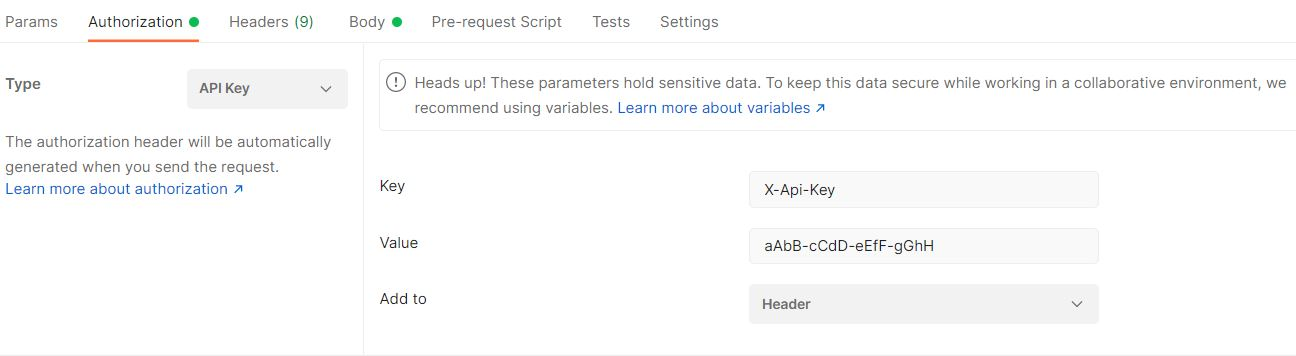 Params Authorization Headers (9) Body Pre-request Script Tests Settings
Type API Key
The authorization header will be automatically
generated when you send the request.
Learn more about authorization ↗
Heads up! These parameters hold sensitive data. To keep this data secure while working in a collaborative environment, we
recommend using variables. Learn more about variables ↗
Key X-Api-Key
Value aAbB-cCdD-eEfF-gGhH
Add to Header